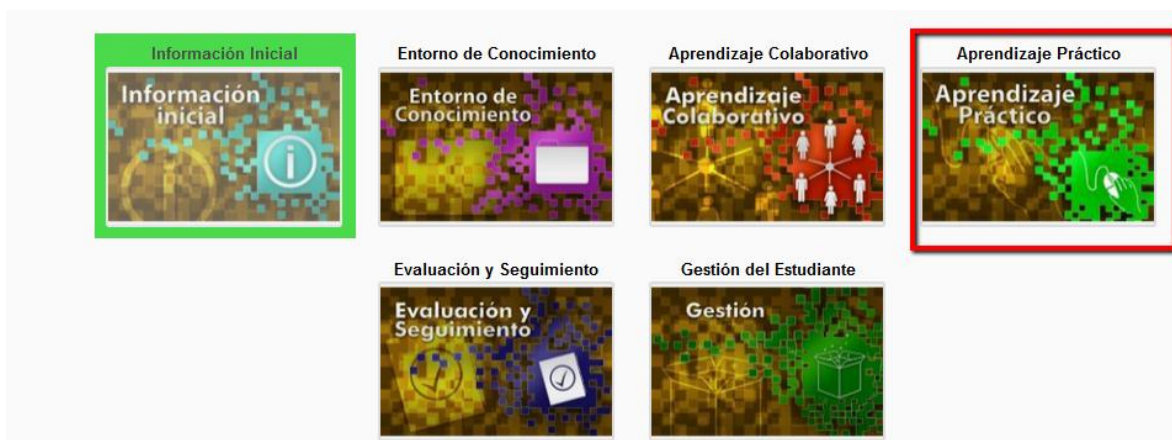 Información Inicial
Información
inicial
Entorno de Conocimiento
Entorno de
Conocimiento
Aprendizaje Colaborativo
Aprendizaje
Colaborativo
Aprendizaje Práctico
Aprendizaje
Práctico
Evaluación y Seguimiento
Evaluación y
Seguimiento
Gestión del Estudiante
Gestión